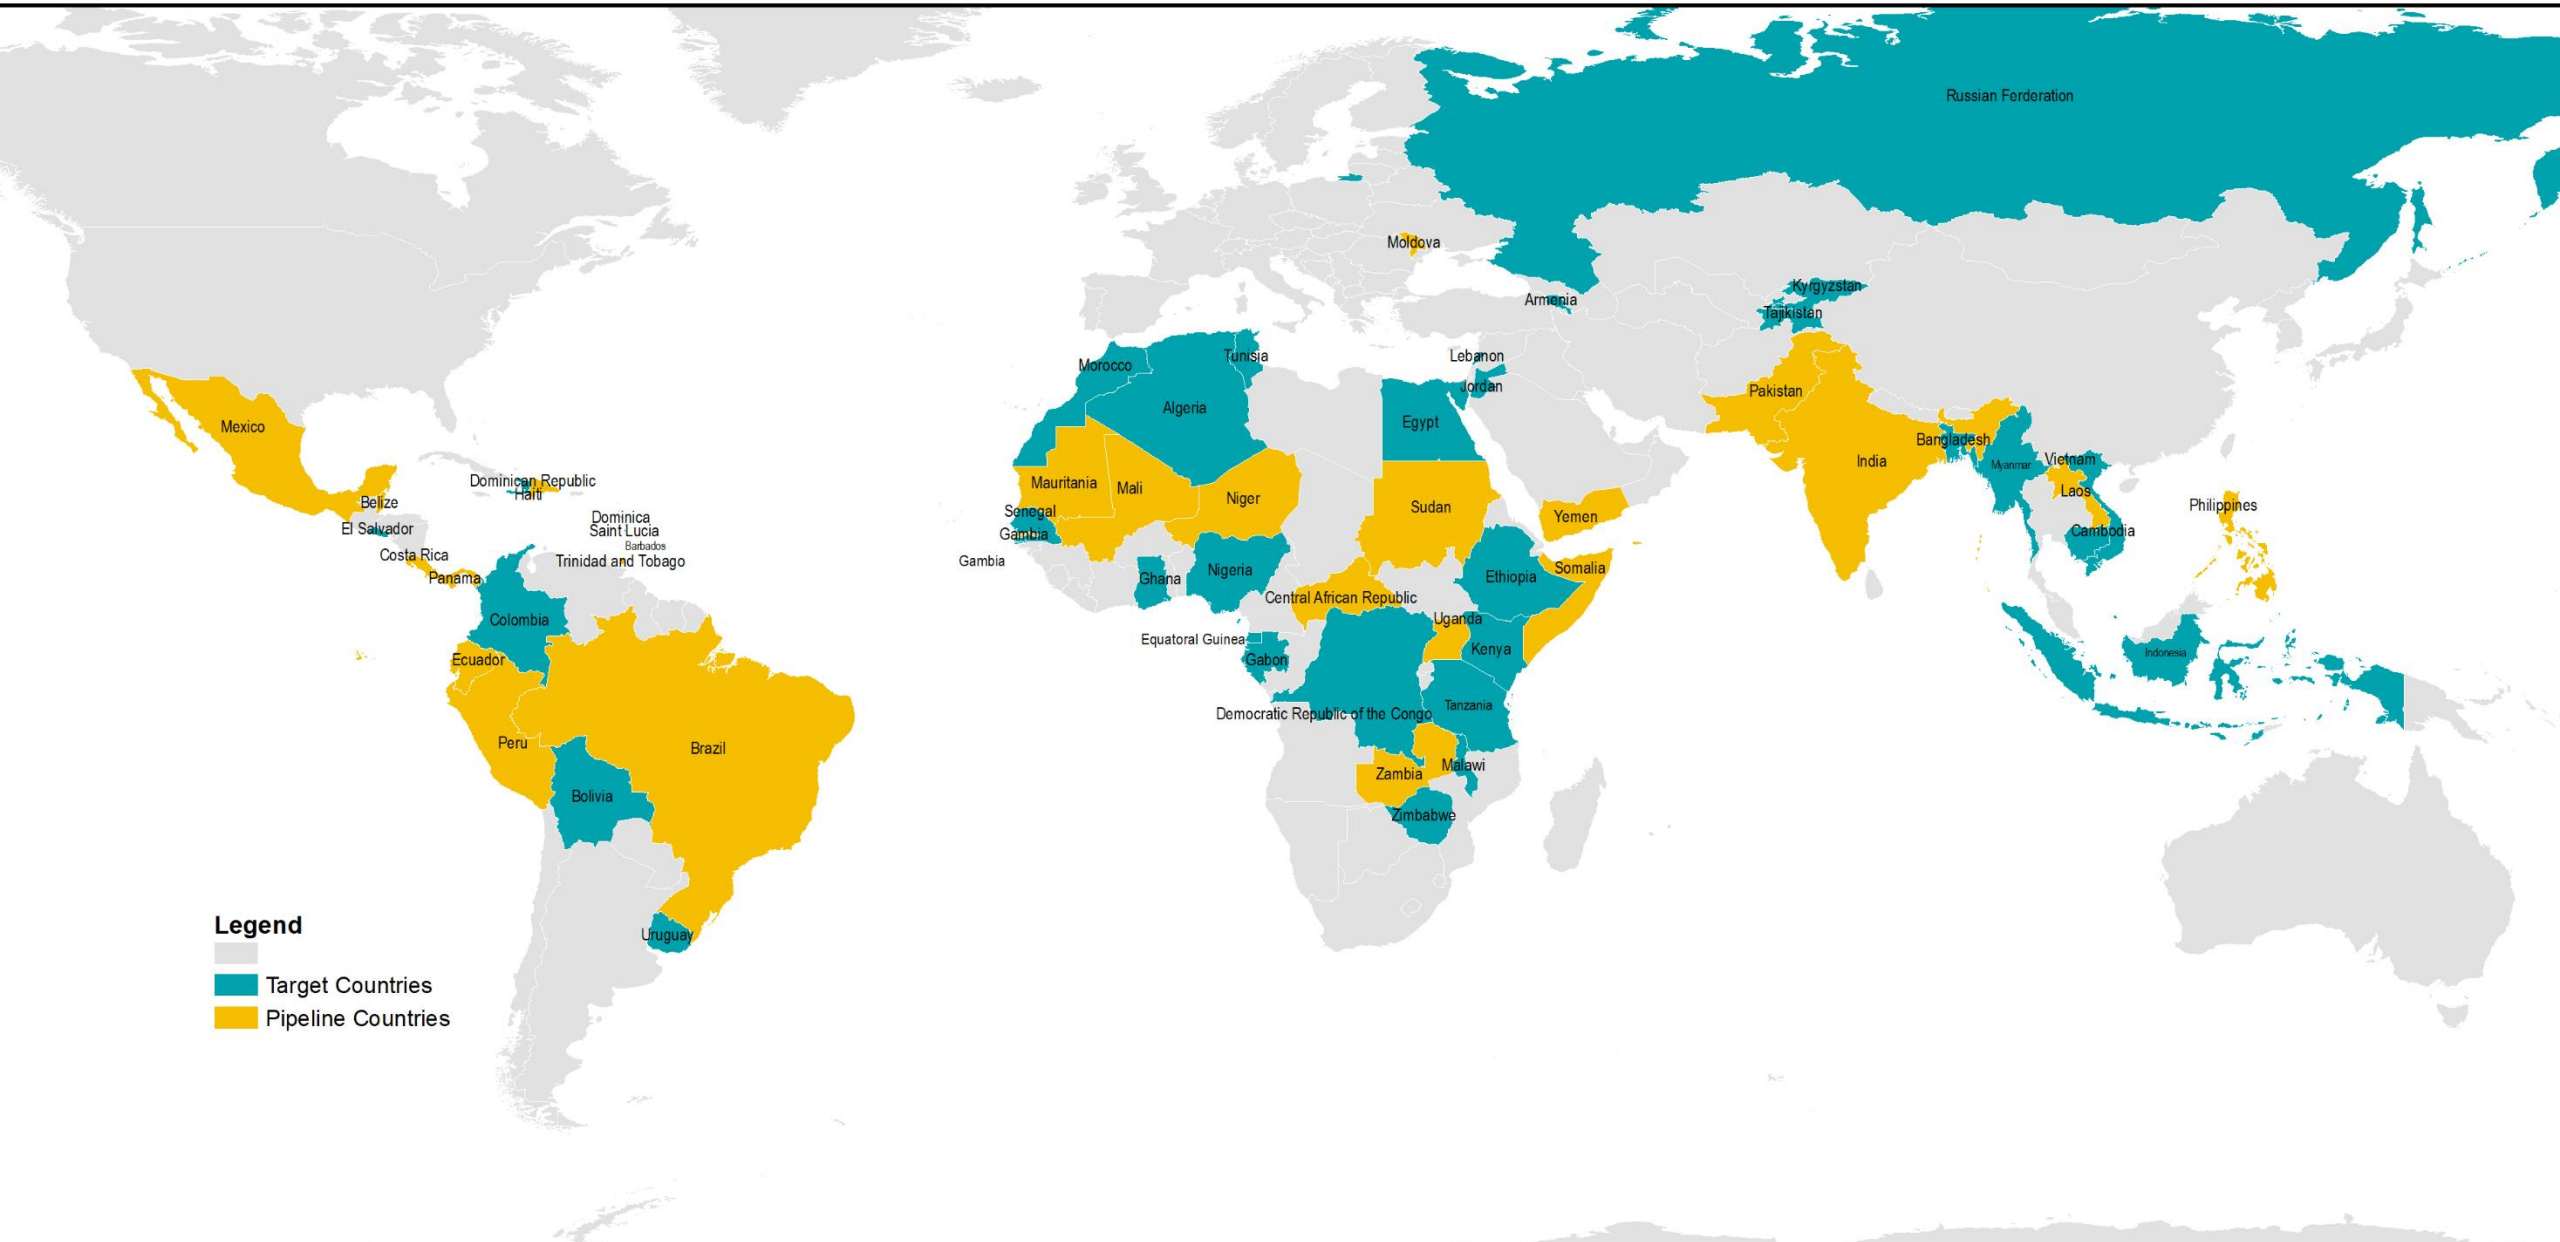 Russian Ferderation
Moldova
Kyrgyzstan
Armenia
Tajikistan
Tunisia
Lebanon
Morocco
Jordan
Pakistan
Algeria
Egypt
Mexico
Bangladesh
Vietnam
India
Myanmar
Dominican Republic
Haiti
Mauritania
Mali
Niger
Laos
Belize
Sudan
Philippines
Senegal
Yemen
Dominica
El Salvador
Saint Lucia
Gambia
Cambodia
Barbados
Costa Rica
Trinidad and Tobago
Gambia
Somalia
Panama
Ghana
Nigeria
Ethiopia
Central African Republic
Colombia
Uganda
Equatoral Guinea
Kenya
Indonesia
Ecuador
Gabon
Tanzania
Democratic Republic of the Congo
Peru
Brazil
Malawi
Zambia
Bolivia
Zimbabwe
Legend
Uruguay
Target Countries
Pipeline Countries